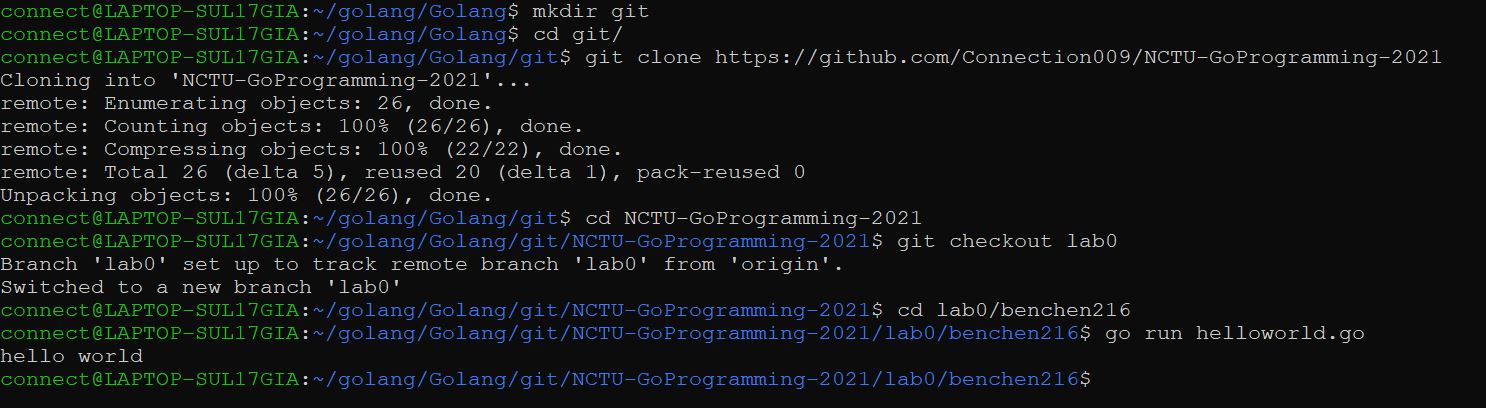 connect@LAPTOP-SUL17GIA:~/golang/Golang$ mkdir git
connect@LAPTOP-SUL17GIA:~/golang/Golang$ cd git/
connect@LAPTOP-SUL17GIA:~/golang/Golang/git$ git clone https://github.com/Connection009/NCTU-GoProgramming-2021
Cloning into 'NCTU-GoProgramming-2021'...
remote: Enumerating objects: 26, done.
remote: Counting objects: 100% (26/26), done.
remote: Compressing objects: 100% (22/22), done.
remote: Total 26 (delta 5), reused 20 (delta 1), pack-reused 0
Unpacking objects: 100% (26/26), done.
connect@LAPTOP-SUL17GIA:~/golang/Golang/git$ cd NCTU-GoProgramming-2021
connect@LAPTOP-SUL17GIA:~/golang/Golang/git/NCTU-GoProgramming-2021$ git checkout lab0
Branch 'lab0' set up to track remote branch 'lab0' from 'origin'.
Switched to a new branch 'lab0'
connect@LAPTOP-SUL17GIA:~/golang/Golang/git/NCTU-GoProgramming-2021$ cd lab0/benchen216
connect@LAPTOP-SUL17GIA:~/golang/Golang/git/NCTU-GoProgramming-2021/lab0/benchen216$ go run helloworld.go
hello world
connect@LAPTOP-SUL17GIA:~/golang/Golang/git/NCTU-GoProgramming-2021/lab0/benchen216$